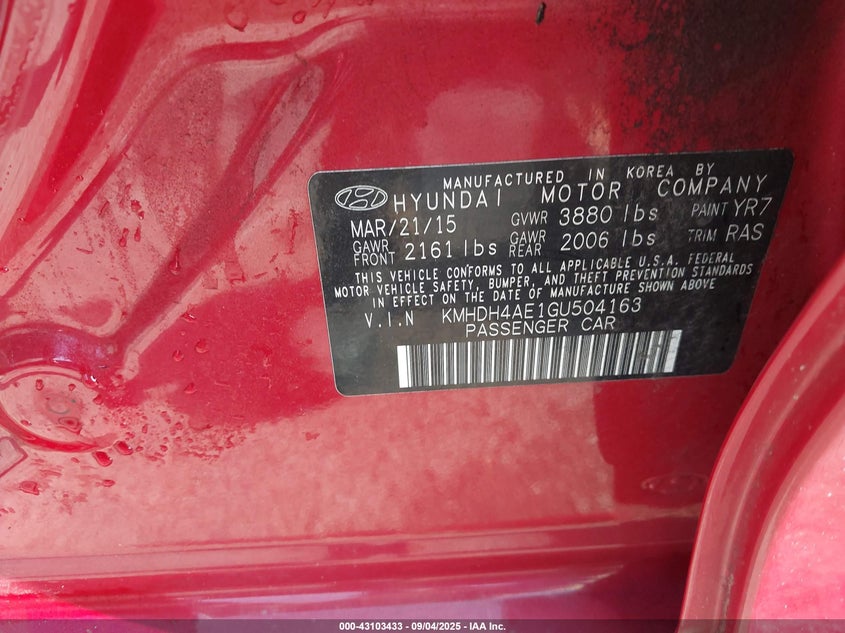 MANUFACTURED IN KOREA BY
HYUNDAI MOTOR COMPANY
MAR/21/15 GVWR 3880 lbs PAINT YR7
GAWR FRONT 2161 lbs GAWR REAR 2006 lbs TRIM RAS
THIS VEHICLE CONFORMS TO ALL APPLICABLE U.S.A. FEDERAL
MOTOR VEHICLE SAFETY, BUMPER, AND THEFT PREVENTION STANDARDS
IN EFFECT ON THE DATE OF MANUFACTURE SHOWN ABOVE
V.I.N KMHDH4AE1GU504163
PASSENGER CAR
000-43103433 - 09/04/2025 - IAA Inc.